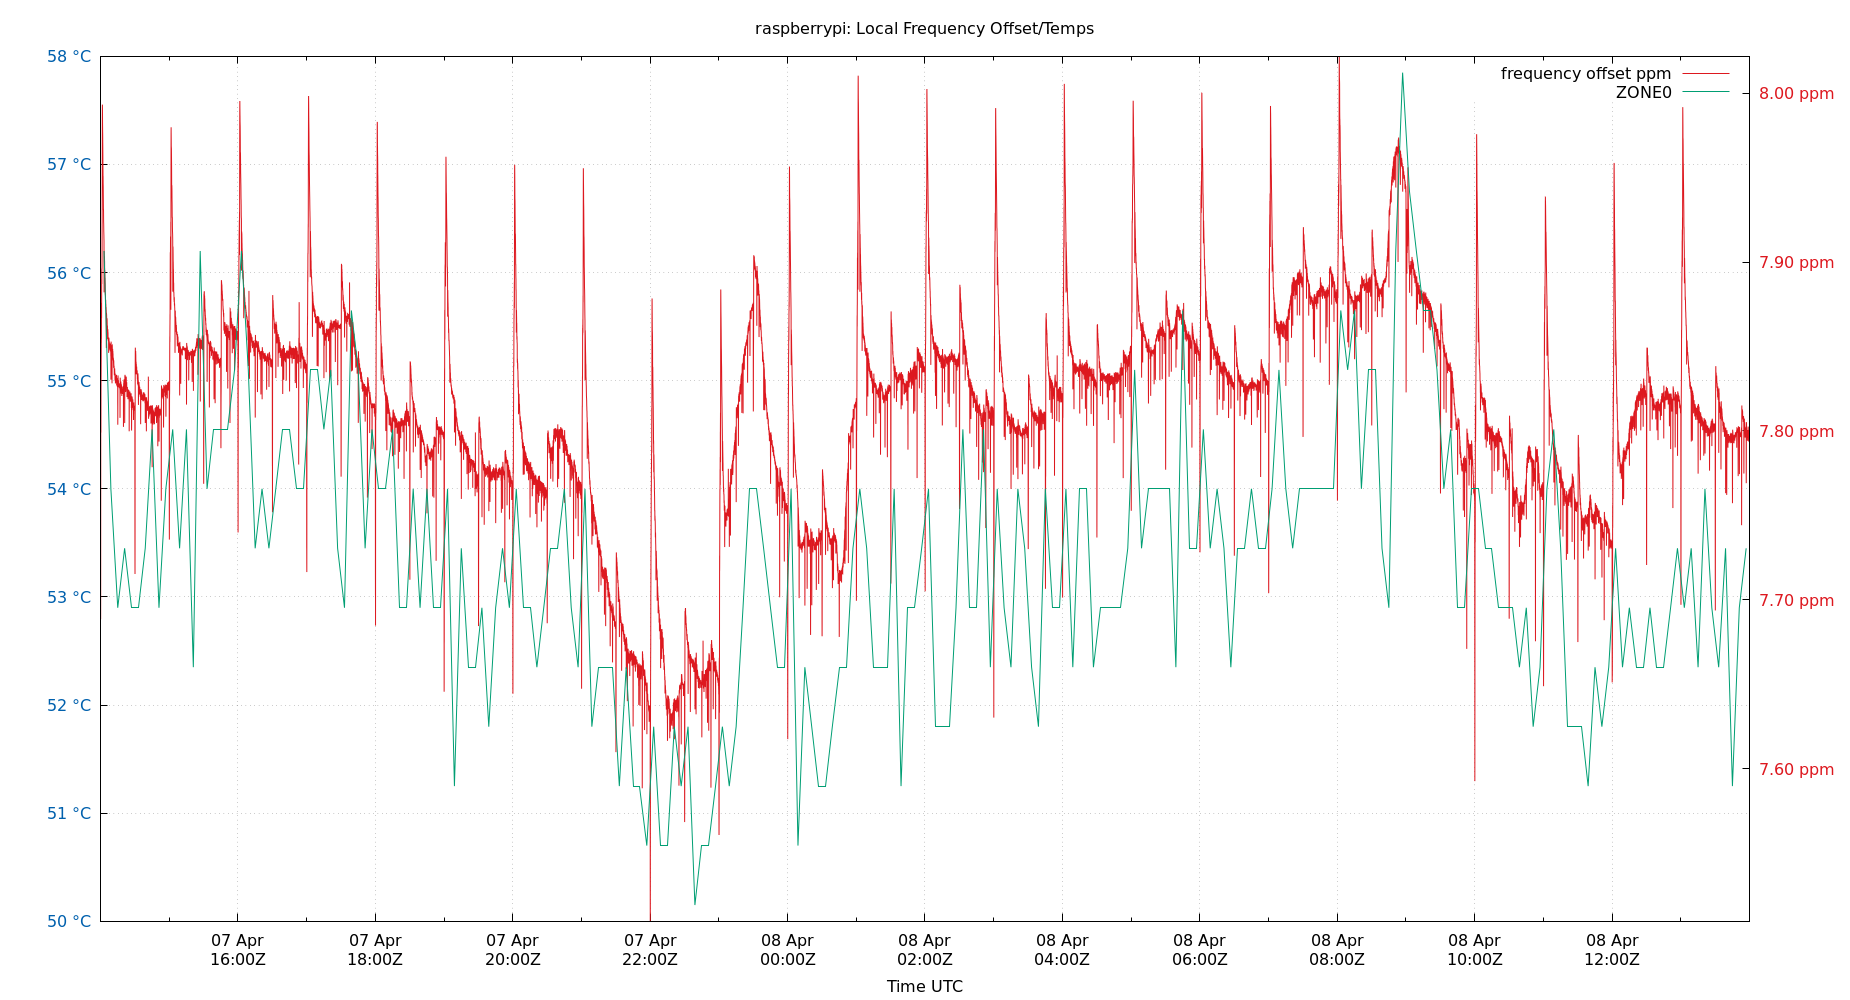 raspberrypi: Local Frequency Offset/Temps
58 °C
57 °C
56 °C
55 °C
54 °C
53 °C
52 °C
51 °C
50 °C
frequency offset ppm
ZONE0
8.00 ppm
7.90 ppm
7.80 ppm
7.70 ppm
7.60 ppm
07 Apr
16:00Z
07 Apr
18:00Z
07 Apr
20:00Z
07 Apr
22:00Z
08 Apr
00:00Z
08 Apr
02:00Z
08 Apr
04:00Z
08 Apr
06:00Z
08 Apr
08:00Z
08 Apr
10:00Z
08 Apr
12:00Z
Time UTC